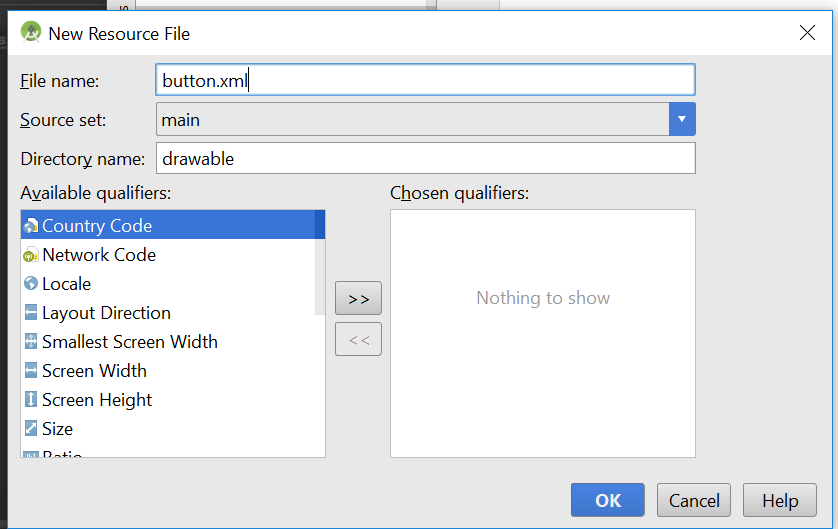 New Resource File
File name: button.xml
Source set: main
Directory name: drawable
Available qualifiers: Chosen qualifiers:
Country Code
Network Code
Locale
Layout Direction
Smallest Screen Width
Screen Width
Screen Height
Size
Ratio
>>
<<
Nothing to show
OK Cancel Help